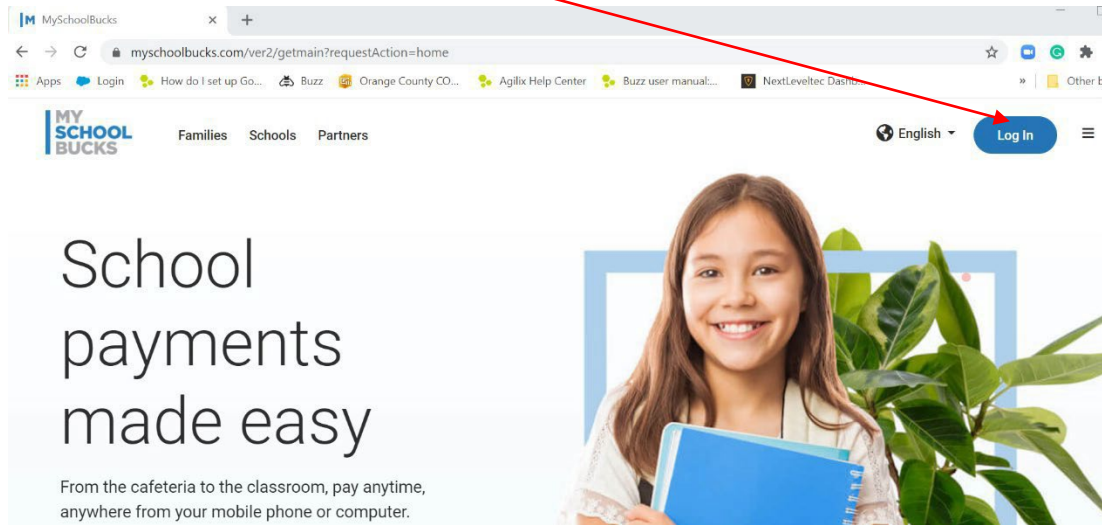 M MySchoolBucks
myschoolbucks.com/ver2/getmain?requestAction=home
Apps Login How do I set up Go... Buzz Orange County CO... Agilix Help Center Buzz user manual:... NextLeveltec Dashb... » Other b
MY
SCHOOL
BUCKS
Families Schools Partners English Log In
School
payments
made easy
From the cafeteria to the classroom, pay anytime,
anywhere from your mobile phone or computer.